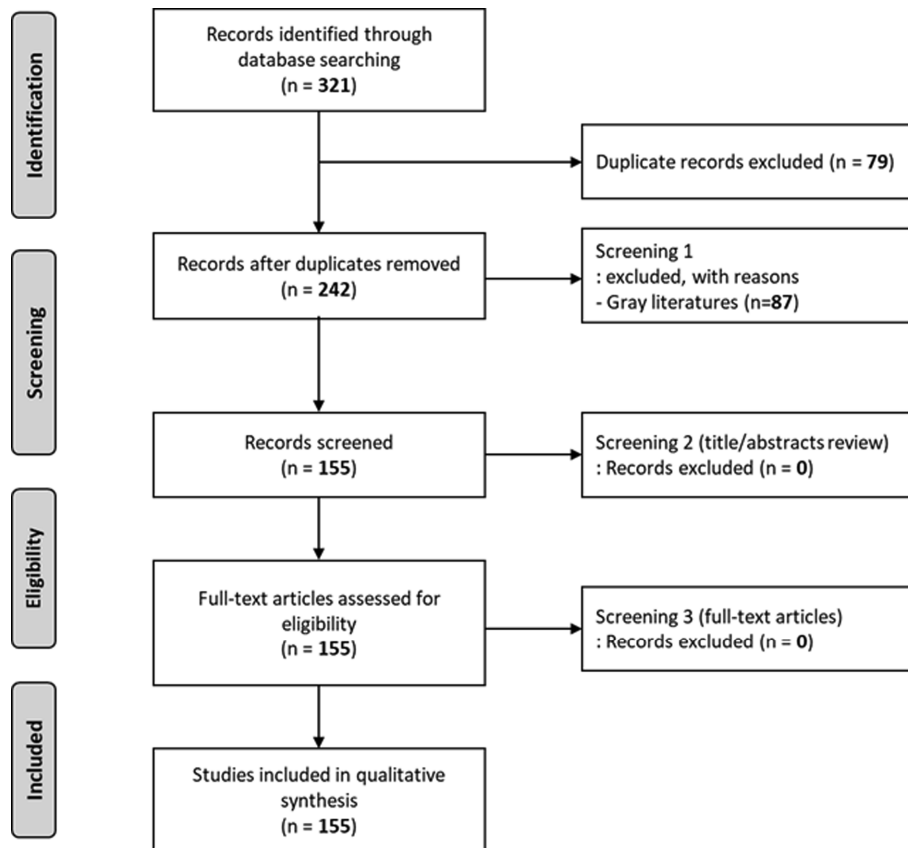 Identification
Records identified through
database searching
(n = 321)
Duplicate records excluded (n = 79)
Screening
Records after duplicates removed
(n = 242)
Screening 1
: excluded, with reasons
- Gray literatures (n=87)
Records screened
(n = 155)
Screening 2 (title/abstracts review)
: Records excluded (n = 0)
Eligibility
Full-text articles assessed for
eligibility
(n = 155)
Screening 3 (full-text articles)
: Records excluded (n = 0)
Included
Studies included in qualitative
synthesis
(n = 155)